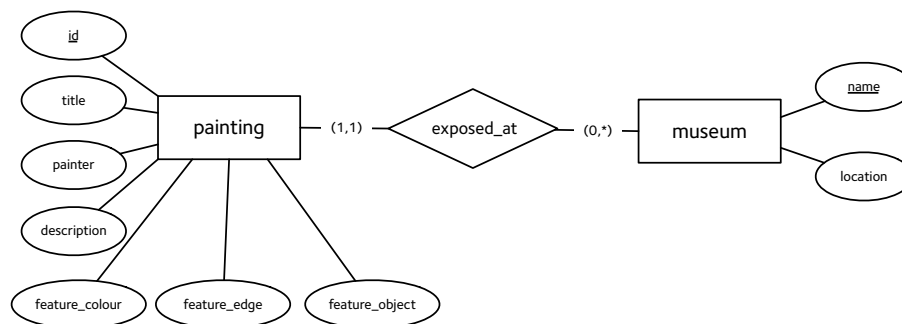 id
title
painter
description
feature_colour
feature_edge
feature_object
painting
(1,1)
exposed_at
(0,*)
museum
name
location